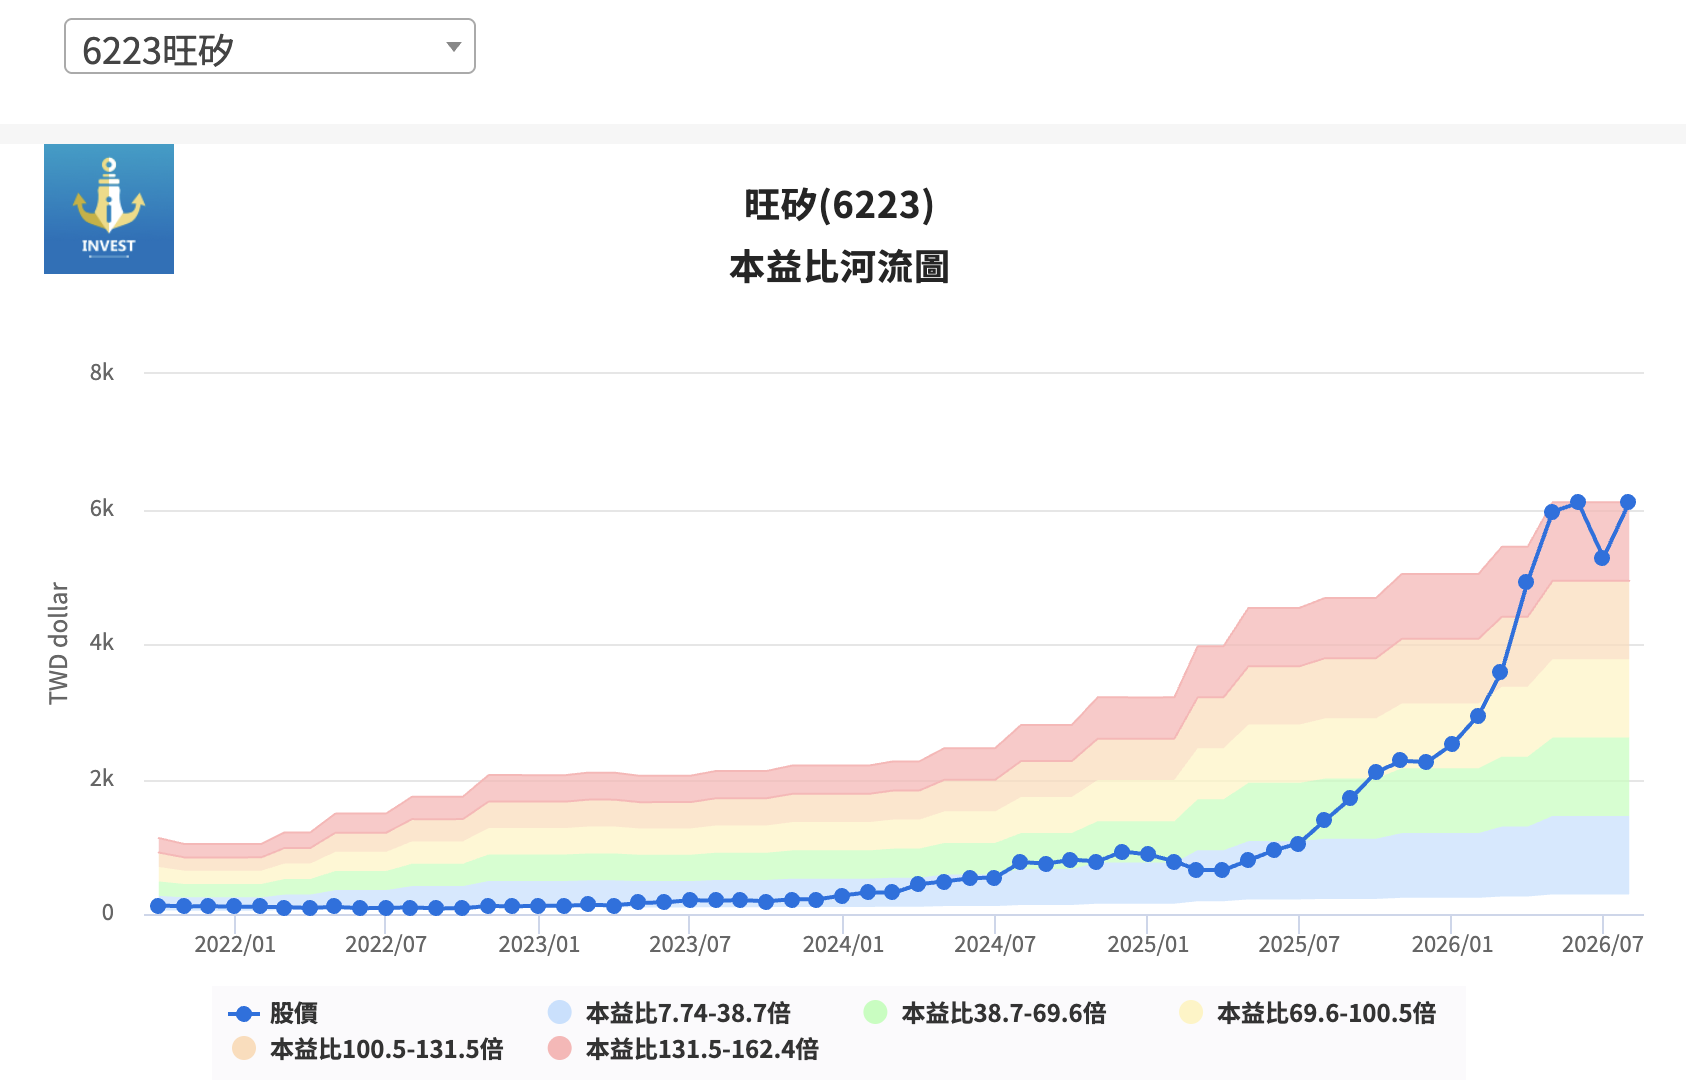 6223旺矽
INVEST
旺矽(6223)
本益比河流圖
8k
6k
4k
2k
0
TWD dollar
2022/01 2022/07 2023/01 2023/07 2024/01 2024/07 2025/01 2025/07 2026/01 2026/07
股價 本益比7.74-38.7倍 本益比38.7-69.6倍 本益比69.6-100.5倍
本益比100.5-131.5倍 本益比131.5-162.4倍